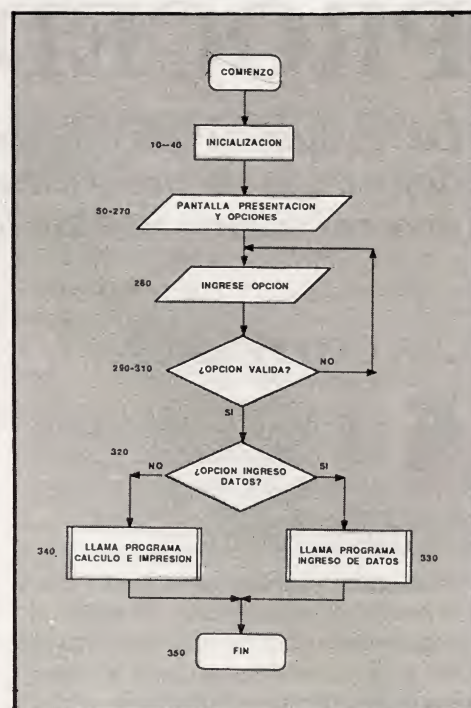 COMIENZO
10-40
INICIALIZACION
50-270
PANTALLA PRESENTACION
Y OPCIONES
280
INGRESE OPCION
290-310
¿OPCION VALIDA?
NO
SI
320
NO
¿OPCION INGRESO
DATOS?
SI
340
LLAMA PROGRAMA
CALCULO E IMPRESION
LLAMA PROGRAMA
INGRESO DE DATOS
330
350
FIN